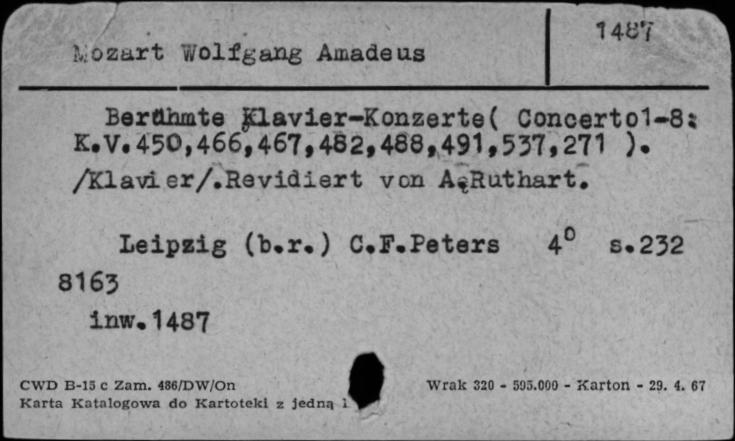 1487
Mozart Wolfgang Amadeus
Berühmte Klavier-Konzerte( Concerto1-8:
K.V.450,466,467,482,488,491,537,271 ).
/Klavier/.Revidiert von A.Ruthart.
Leipzig (b.r.) C.F.Peters 4° s.232
8163
inw.1487
CWD B-15 c Zam. 486/DW/On Wrak 320 - 595.000 - Karton - 29. 4. 67
Karta Katalogowa do Kartoteki z jedną